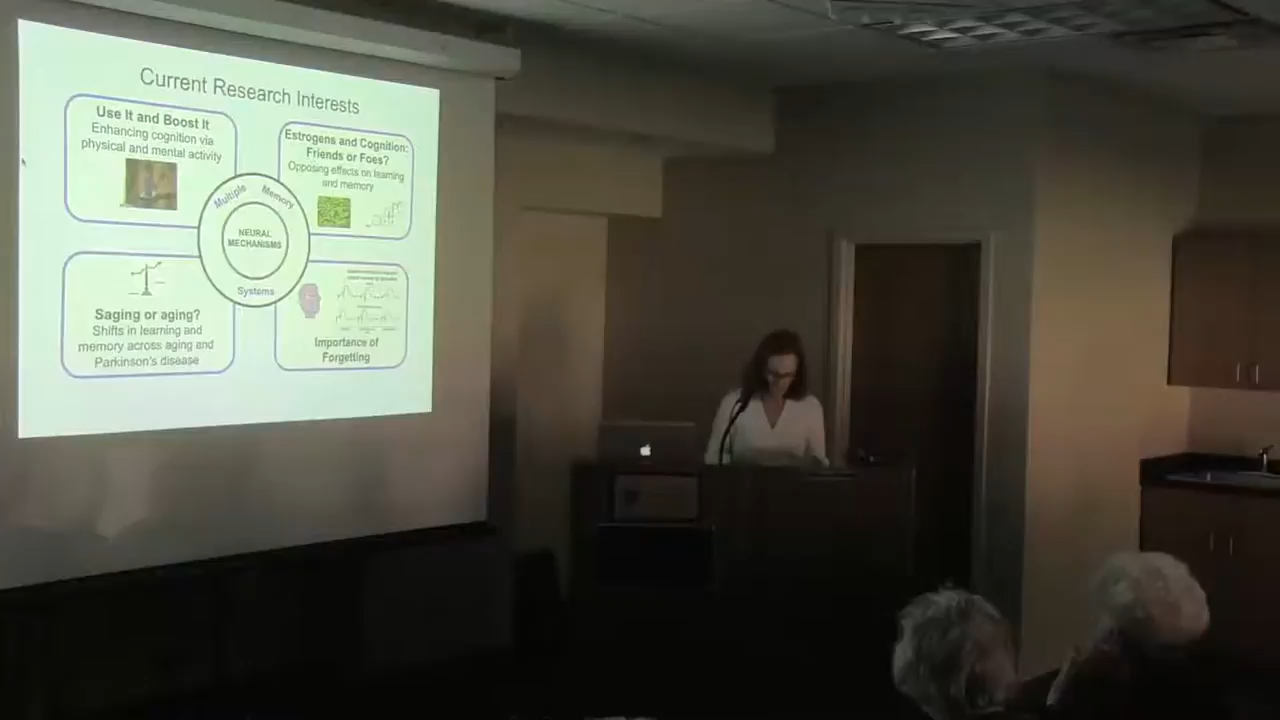 Current Research Interests
Use It and Boost It
Enhancing cognition via
physical and mental activity
Estrogens and Cognition:
Friends or Foes?
Opposing effects on learning
and memory
Multiple Memory
NEURAL
MECHANISMS
Systems
Saging or aging?
Shifts in learning and
memory across aging and
Parkinson's disease
Importance of
Forgetting